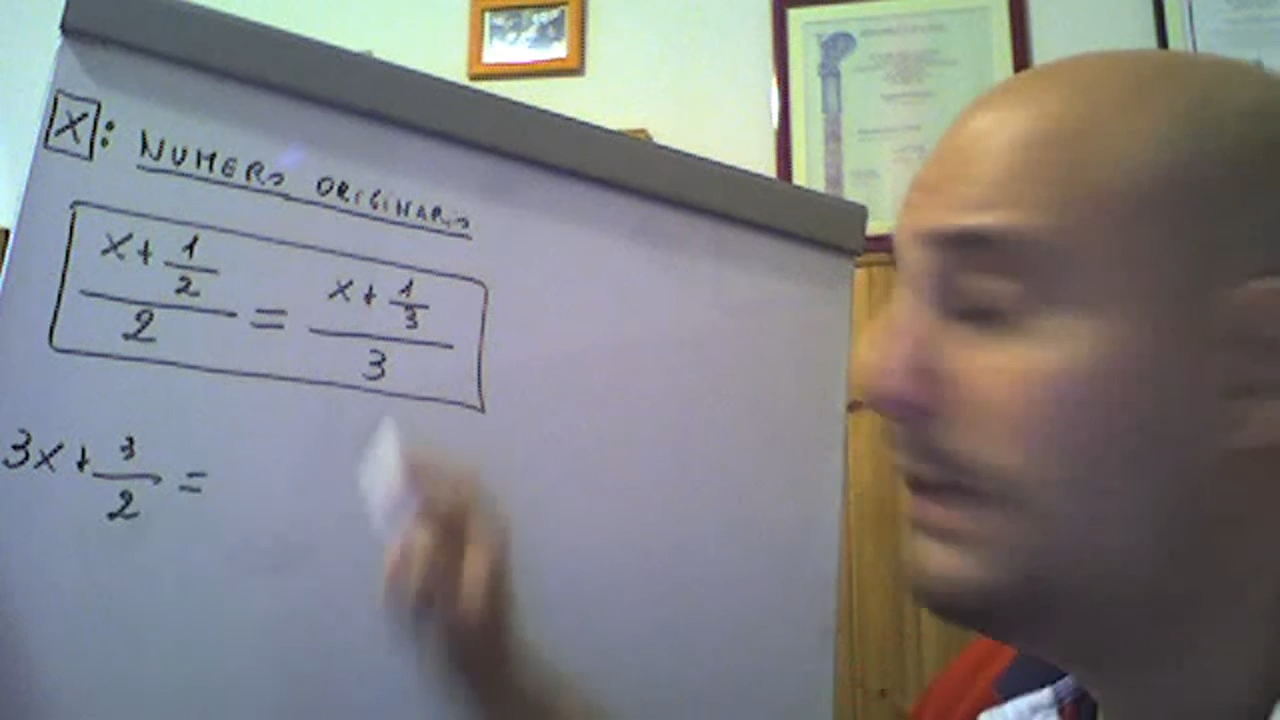 X: NUMERO ORIGINARIO
x + 1/2 / 2 = x + 1/3 / 3
3x + 3/2 =